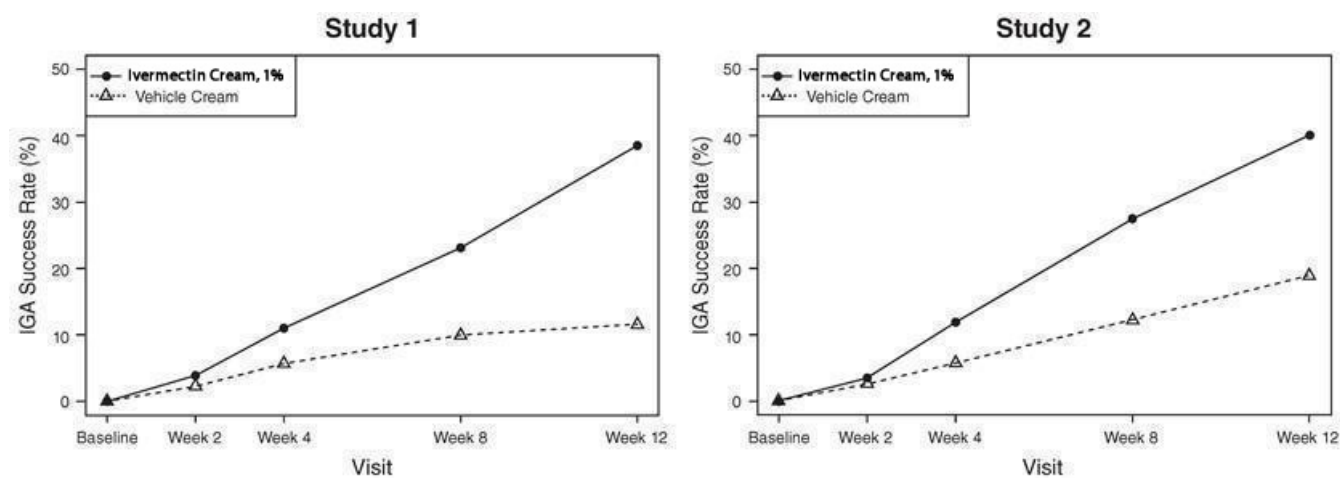 Study 1
Ivermectin Cream, 1%
Vehicle Cream
IGA Success Rate (%)
50
40
30
20
10
0
Baseline Week 2 Week 4 Week 8 Week 12
Visit
Study 2
Ivermectin Cream, 1%
Vehicle Cream
IGA Success Rate (%)
50
40
30
20
10
0
Baseline Week 2 Week 4 Week 8 Week 12
Visit